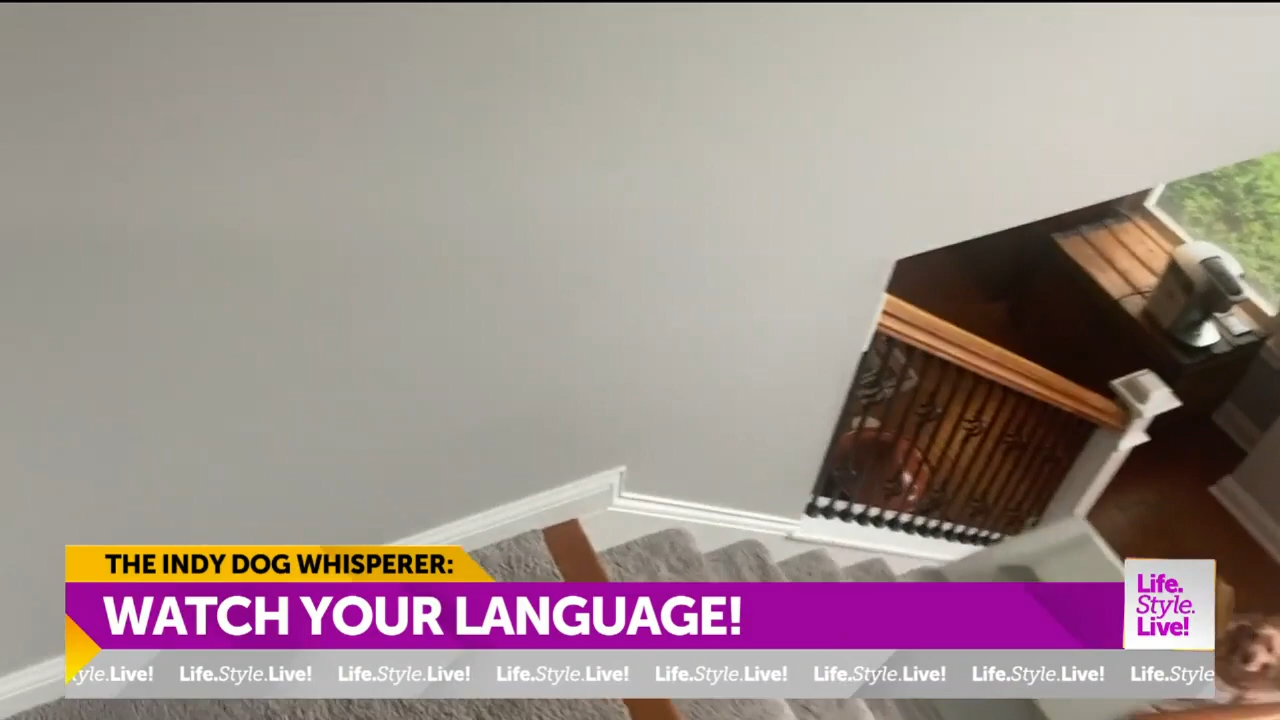 THE INDY DOG WHISPERER:
WATCH YOUR LANGUAGE!
Life.
Style.
Live!
yle.Live! Life.Style.Live! Life.Style.Live! Life.Style.Live! Life.Style.Live! Life.Style.Live! Life.Style.Live! Life.Style